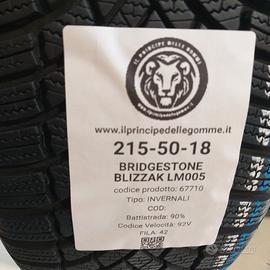 IL PRINCIPE DELLE GOMME
www.ilprincipedellegomme.it
215-50-18
BRIDGESTONE
BLIZZAK LM005
codice prodotto: 67710
Tipo: INVERNALI
COD:
Battistrada: 90%
Codice Velocità: 92V
FILA: 42